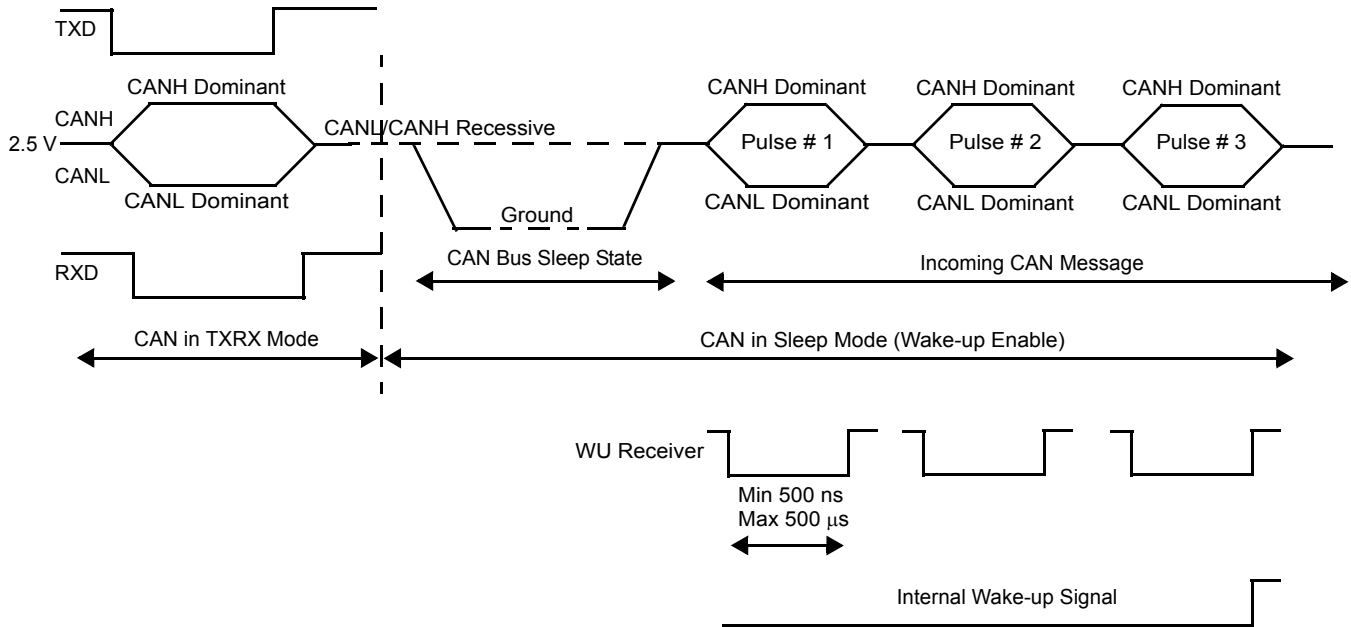 TXD
CANH Dominant
CANH
2.5 V
CANL
CANL Dominant
CANL/CANH Recessive
Ground
CAN Bus Sleep State
CANH Dominant
CANH Dominant
CANH Dominant
Pulse # 1
Pulse # 2
Pulse # 3
CANL Dominant
CANL Dominant
CANL Dominant
Incoming CAN Message
RXD
CAN in TXRX Mode
CAN in Sleep Mode (Wake-up Enable)
WU Receiver
Min 500 ns
Max 500 μs
Internal Wake-up Signal